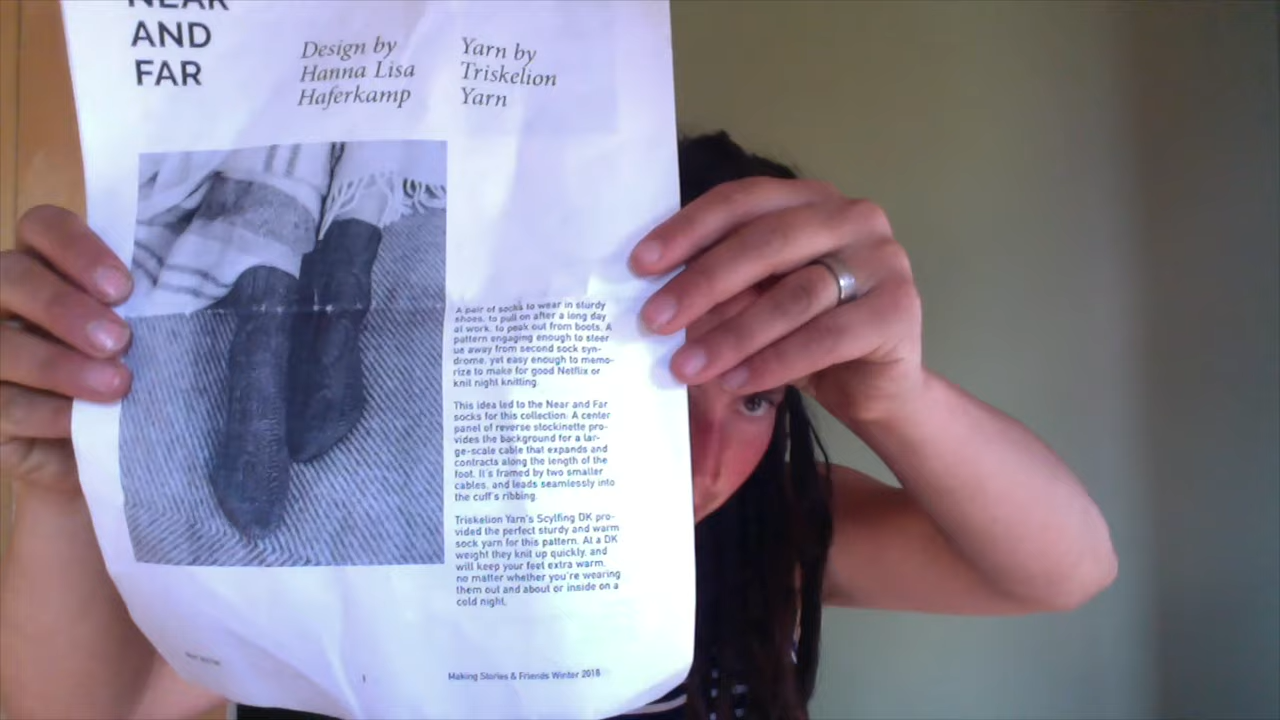 NEAR
AND
FAR
Design by
Hanna Lisa
Haferkamp
Yarn by
Triskelion
Yarn
A pair of socks to wear in sturdy
shoes, to pull on after a long day
at work, to peak out from boots. A
pattern engaging enough to steer
us away from second sock syn-
drome, yet easy enough to memo-
rize to make for good Netflix or
knit night knitting.
This idea led to the Near and Far
socks for this collection. A center
panel of reverse stockinette pro-
vides the background for a lar-
ge-scale cable that expands and
contracts along the length of the
foot. It's framed by two smaller
cables, and leads seamlessly into
the cuff's ribbing.
Triskelion Yarn's Scylfing DK pro-
vided the perfect sturdy and warm
sock yarn for this pattern. At a DK
weight they knit up quickly, and
will keep your feet extra warm,
no matter whether you're wearing
them out and about or inside on a
cold night.
1
Making Stories & Friends Winter 2018